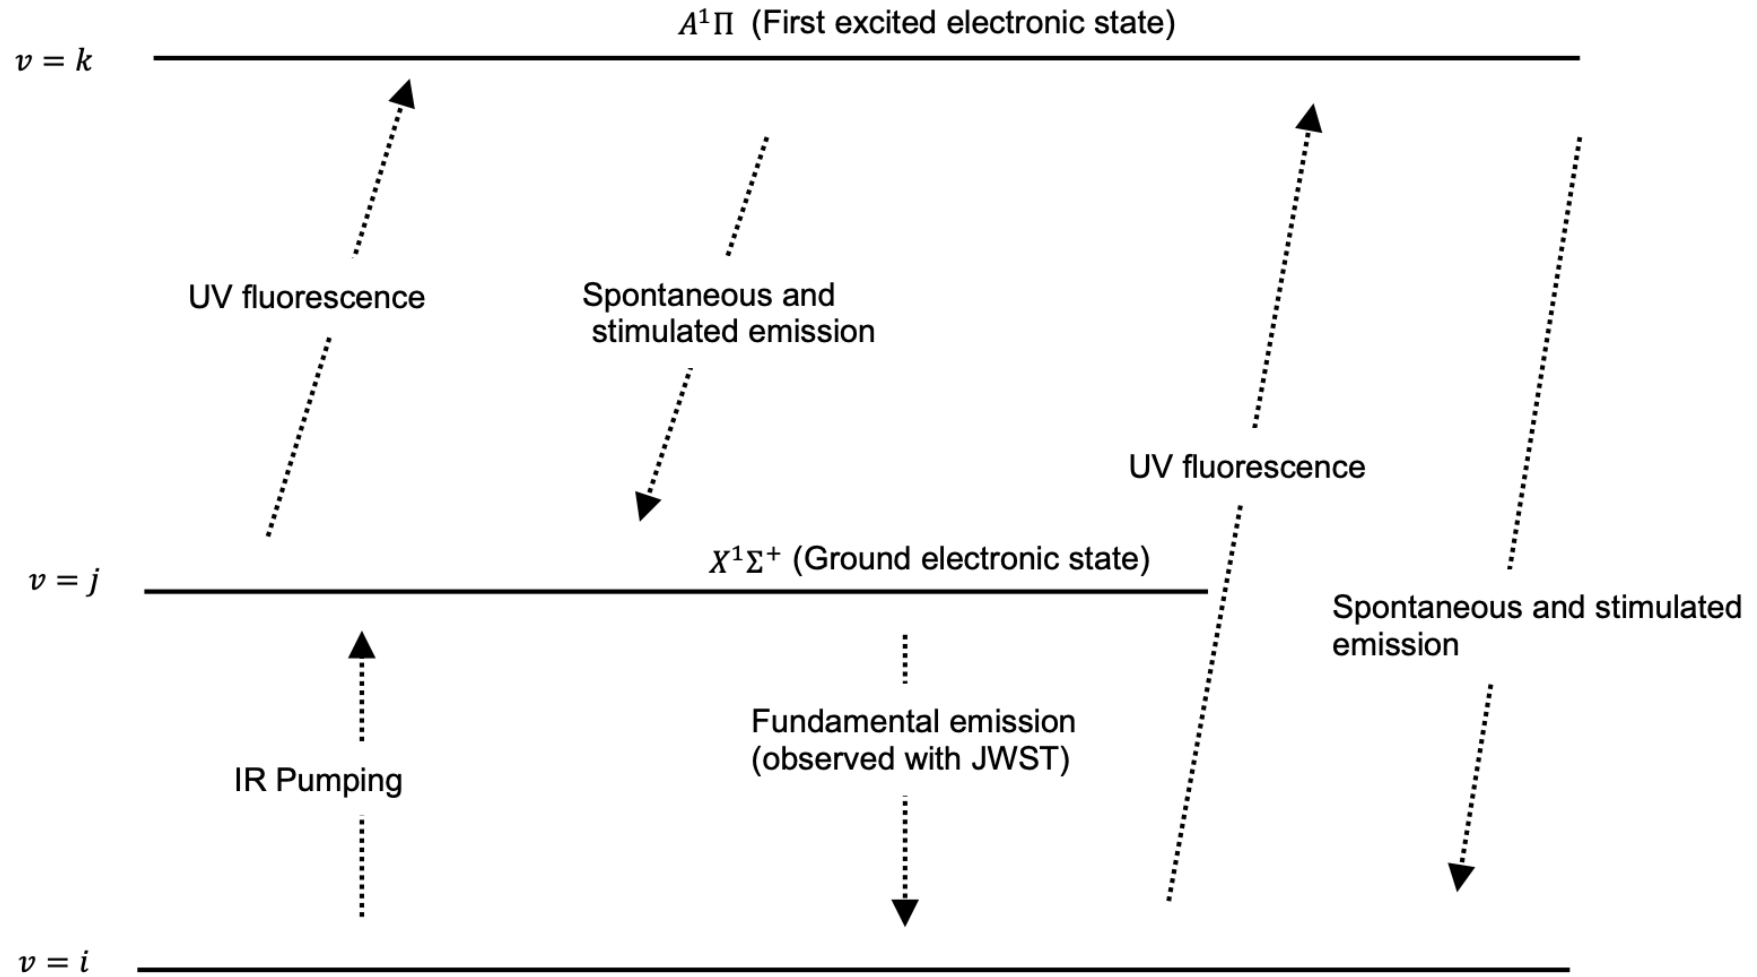 A¹Π (First excited electronic state)
v = k
UV fluorescence
Spontaneous and
stimulated emission
UV fluorescence
X¹Σ⁺ (Ground electronic state)
v = j
Spontaneous and stimulated
emission
Fundamental emission
(observed with JWST)
IR Pumping
v = i